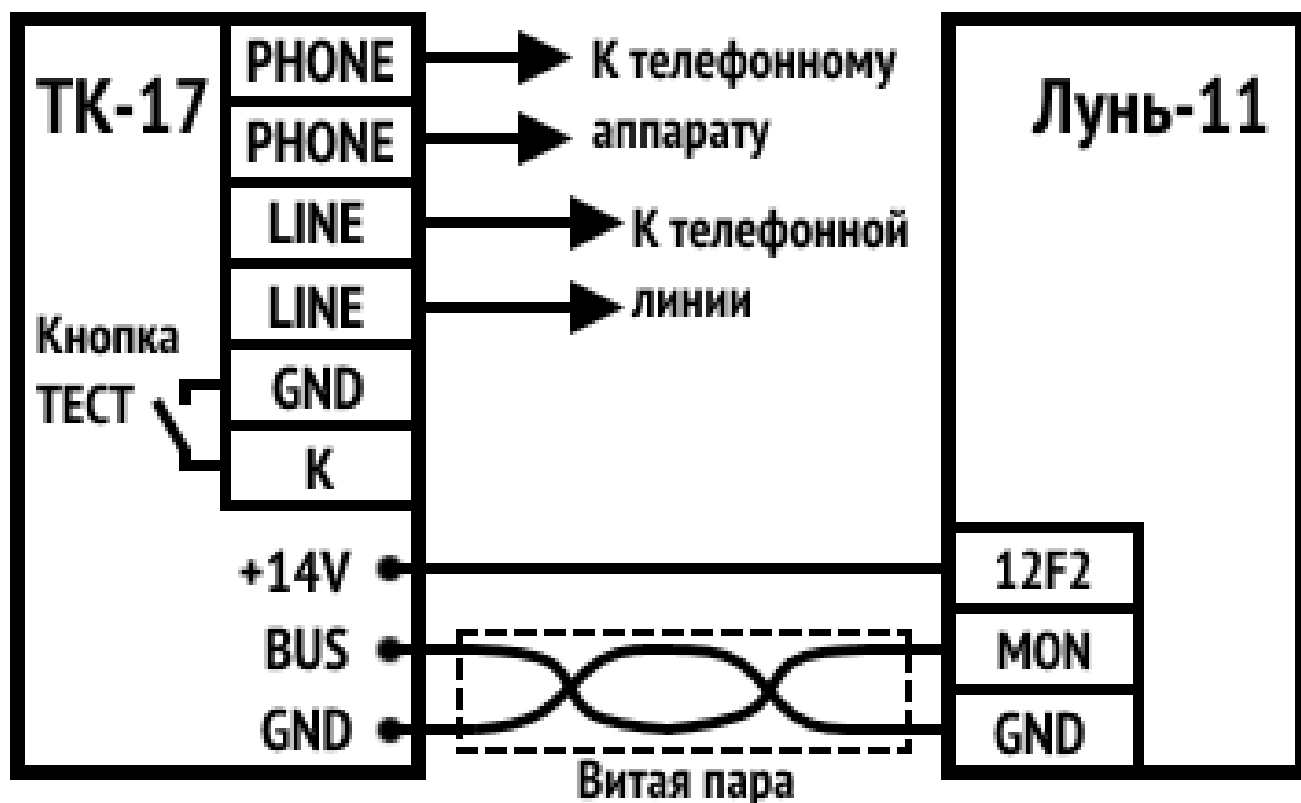 ТК-17
PHONE
PHONE
LINE
LINE
GND
К
К телефонному
аппарату
К телефонной
линии
Кнопка
ТЕСТ
+14V
BUS
GND
Витая пара
Лунь-11
12F2
MON
GND